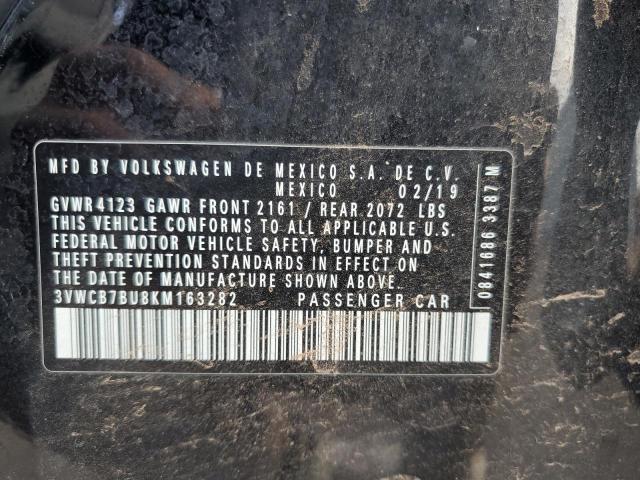 MFD BY VOLKSWAGEN DE MEXICO S.A. DE C.V.
MEXICO 02/19
GVWR 4123 GAWR FRONT 2161 / REAR 2072 LBS
THIS VEHICLE CONFORMS TO ALL APPLICABLE U.S.
FEDERAL MOTOR VEHICLE SAFETY, BUMPER AND
THEFT PREVENTION STANDARDS IN EFFECT ON
THE DATE OF MANUFACTURE SHOWN ABOVE.
3VWCB7BU8KM163282 PASSENGER CAR
0841686 3387 M